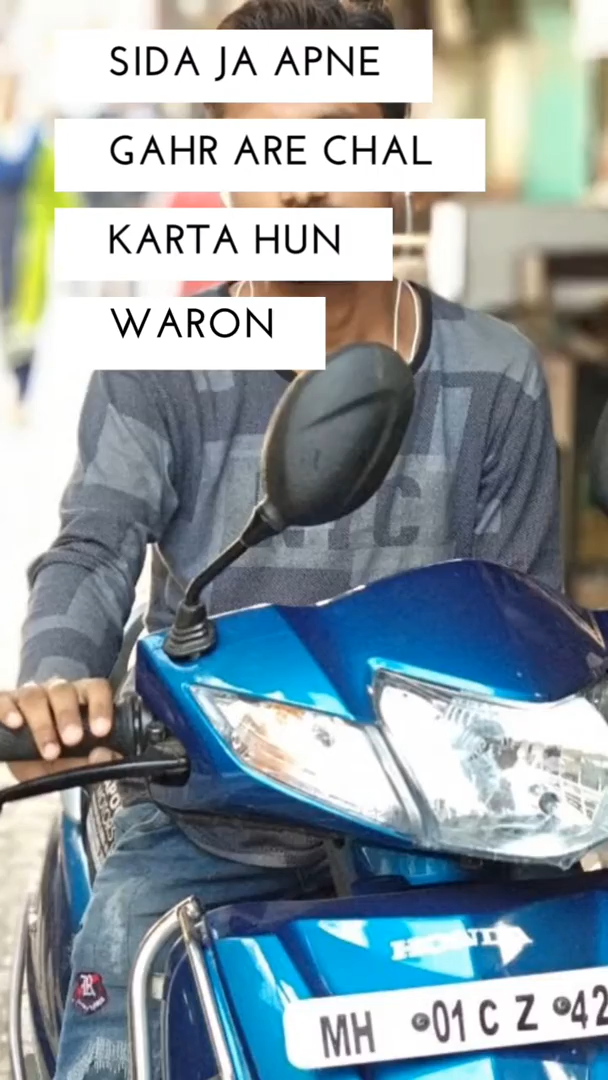 SIDA JA APNE
GAHR ARE CHAL
KARTA HUN
WARON
HONDA
MH 01 C Z 42